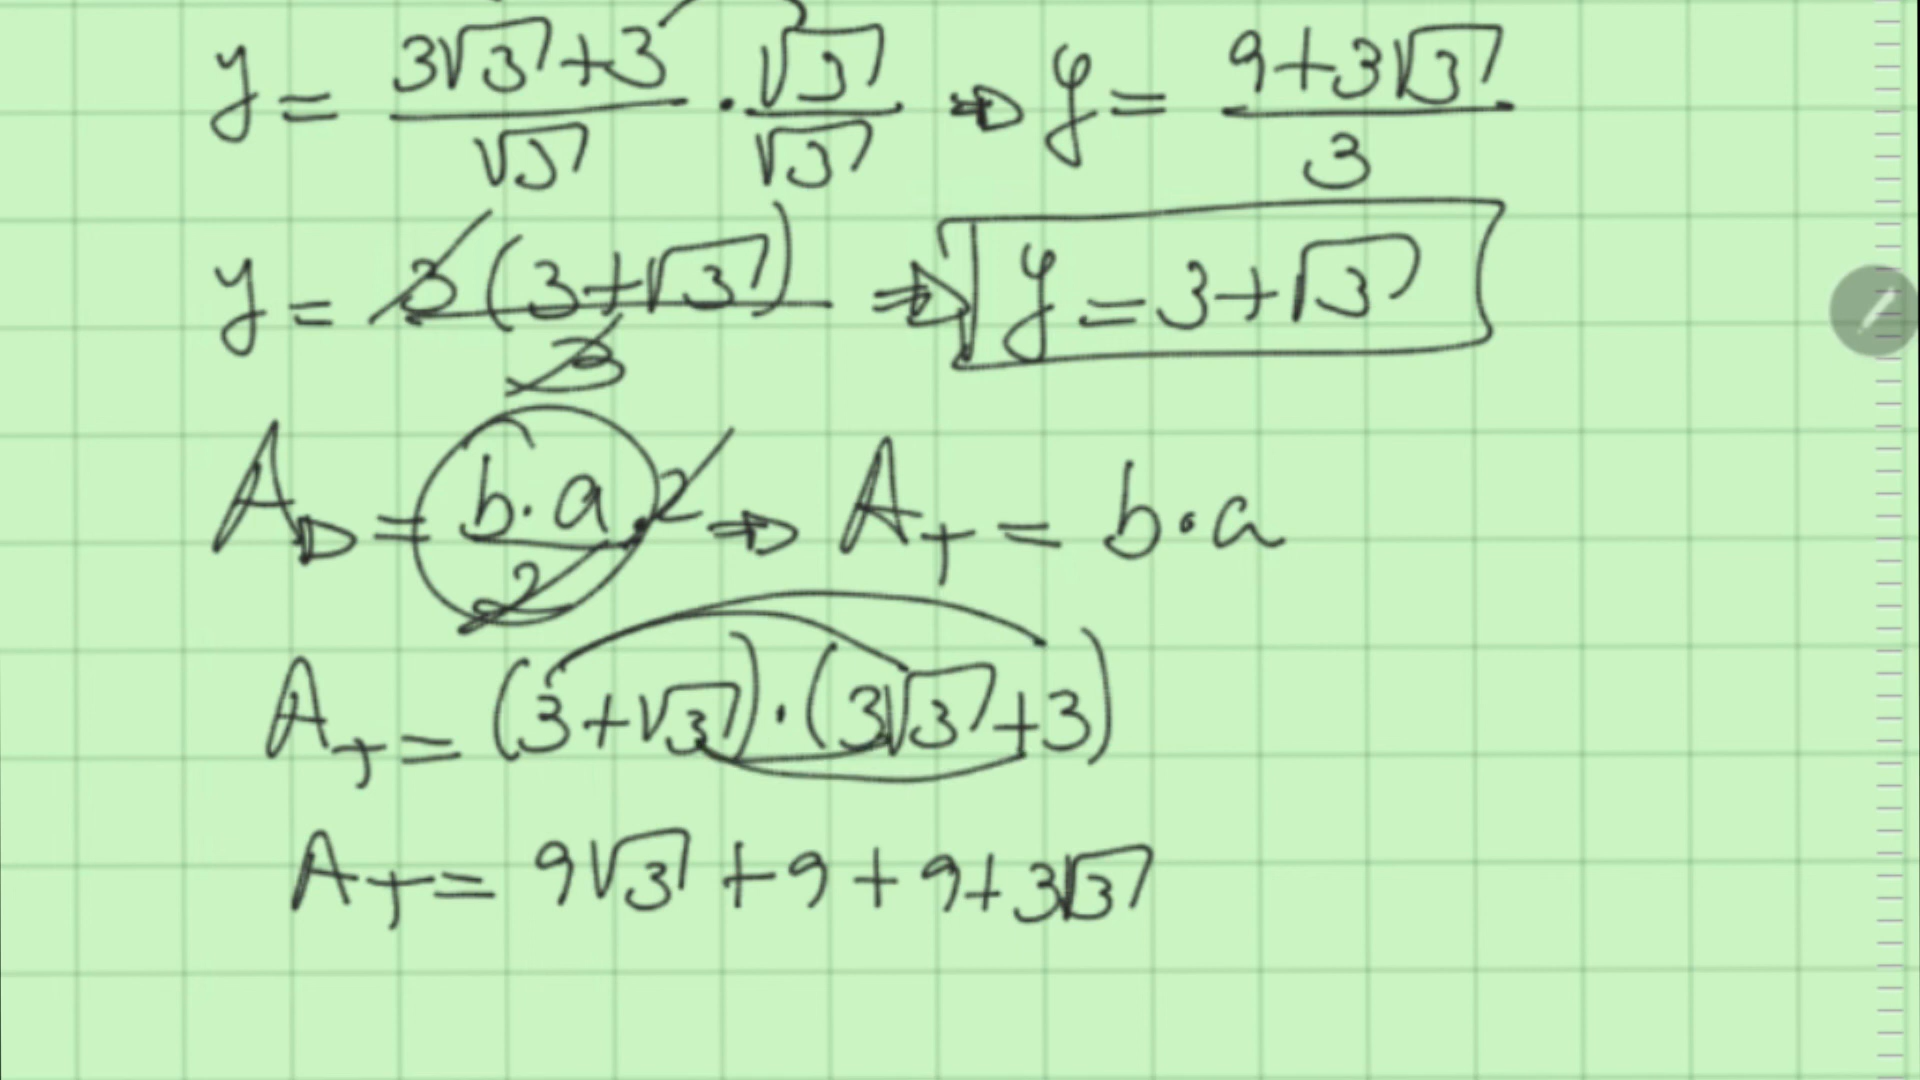 y = (3√3 + 3)/√3 · √3/√3 ⇒ y = (9 + 3√3)/3
y = 3(3 + √3)/3 ⇒ y = 3 + √3
A▷ = b·a/2 · 2 ⇒ A_T = b·a
A_T = (3 + √3) · (3√3 + 3)
A_T = 9√3 + 9 + 9 + 3√3